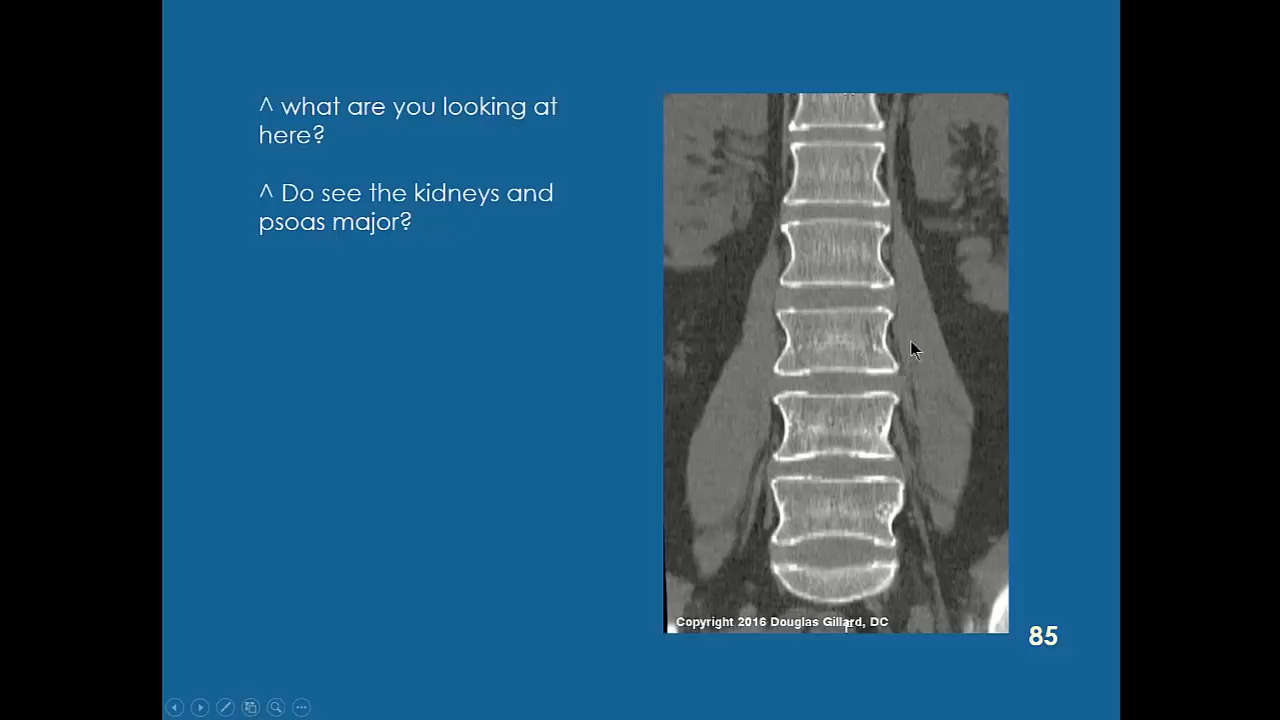 ^ what are you looking at
here?
^ Do see the kidneys and
psoas major?
Copyright 2016 Douglas Gillard, DC
85